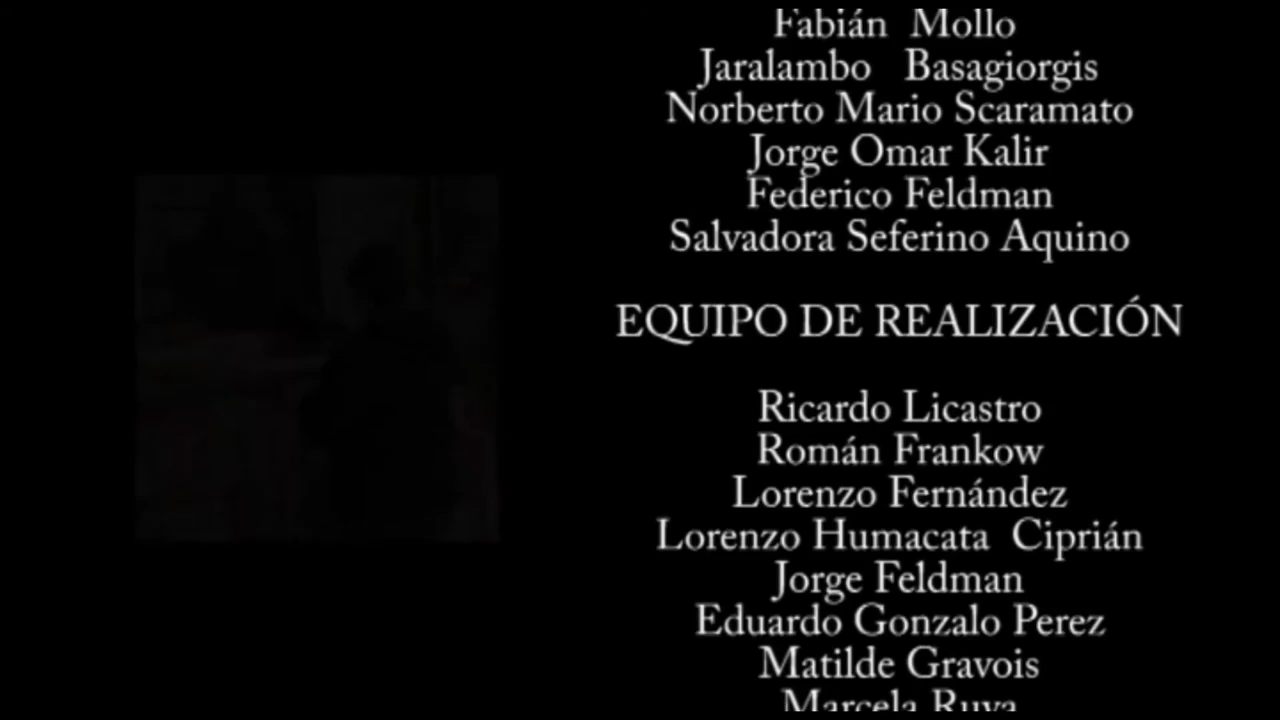 Fabián Mollo
Jaralambo Basagiorgis
Norberto Mario Scaramato
Jorge Omar Kalir
Federico Feldman
Salvadora Seferino Aquino
EQUIPO DE REALIZACIÓN
Ricardo Licastro
Román Frankow
Lorenzo Fernández
Lorenzo Humacata Ciprián
Jorge Feldman
Eduardo Gonzalo Perez
Matilde Gravois
Marcela